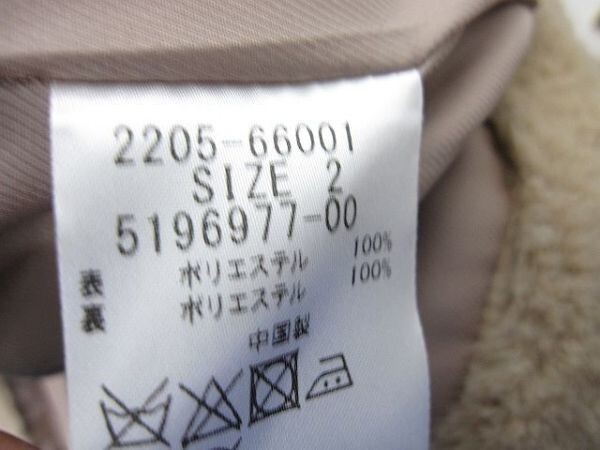 2205-66001
SIZE 2
5196977-00
表 ポリエステル 100%
裏 ポリエステル 100%
中国製